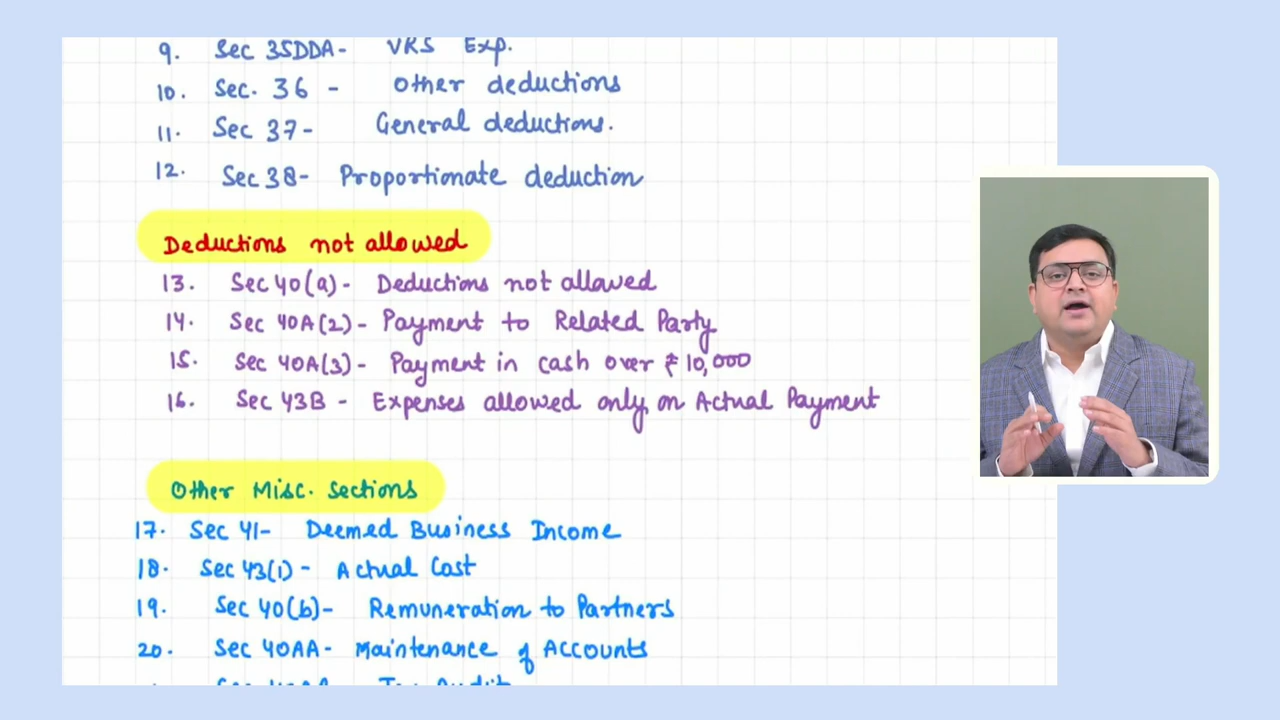 9. Sec 35DDA- VRS Exp.
10. Sec. 36 - Other deductions
11. Sec 37- General deductions.
12. Sec 38- Proportionate deduction
Deductions not allowed
13. Sec 40(a)- Deductions not allowed
14. Sec 40A(2)- Payment to Related Party
15. Sec 40A(3)- Payment in cash over ₹ 10,000
16. Sec 43B - Expenses allowed only on Actual Payment
Other Misc. Sections
17. Sec 41- Deemed Business Income
18. Sec 43(1)- Actual Cost
19. Sec 40(b)- Remuneration to Partners
20. Sec 40AA- Maintenance of Accounts